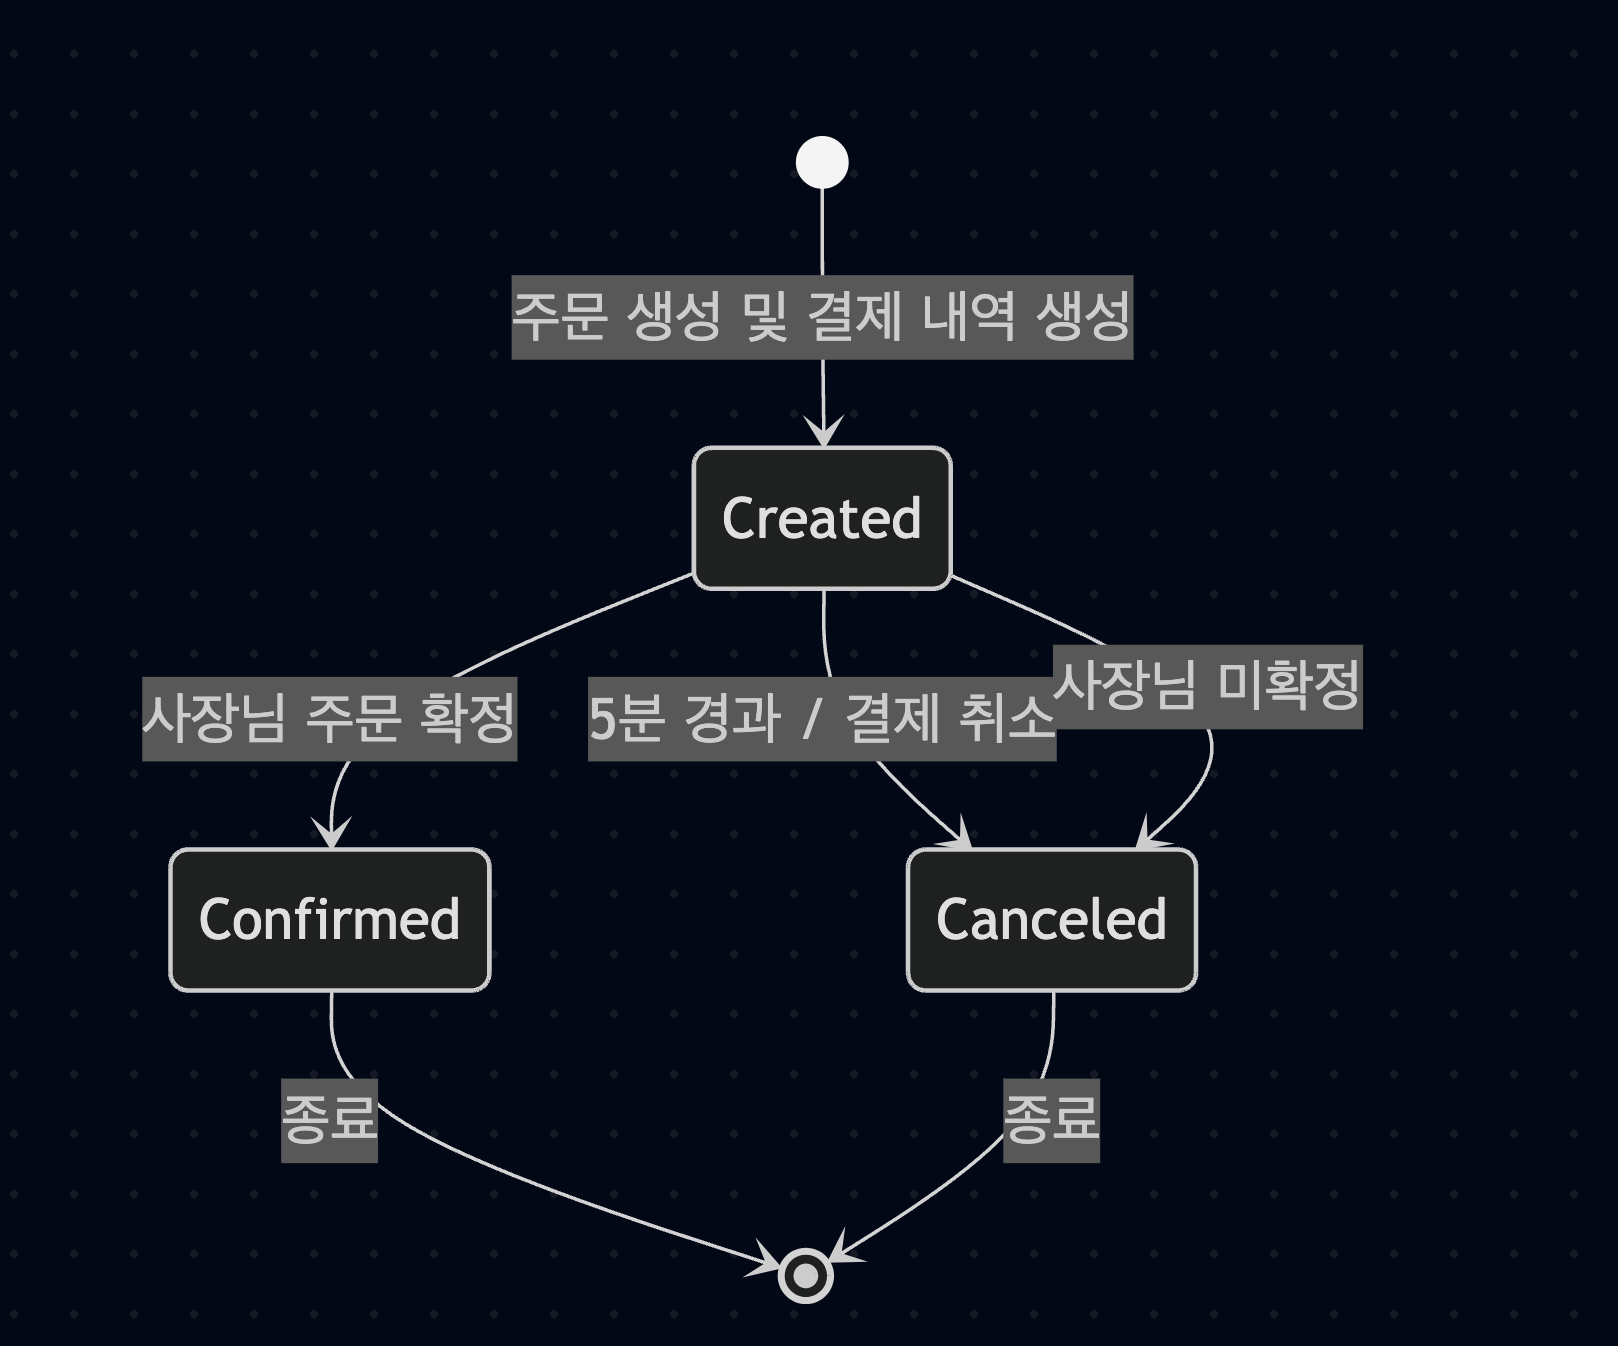 주문 생성 및 결제 내역 생성
Created
사장님 주문 확정
5분 경과 / 결제 취소
사장님 미확정
Confirmed
Canceled
종료
종료